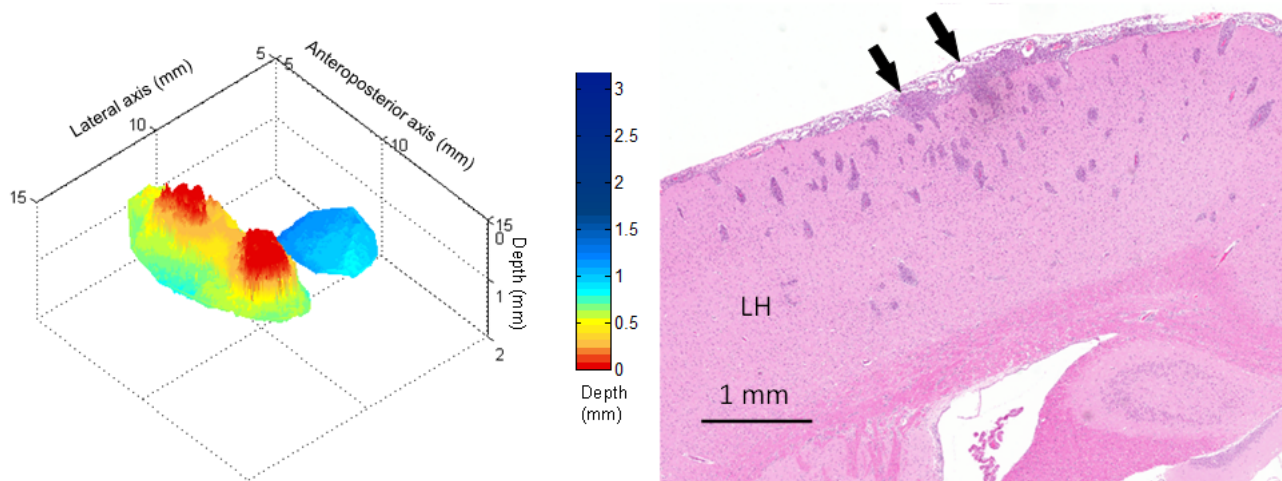 Lateral axis (mm)
Anteroposterior axis (mm)
5
5
10
10
15
15
0
1
2
Depth (mm)
3
2.5
2
1.5
1
0.5
0
Depth
(mm)
LH
1 mm